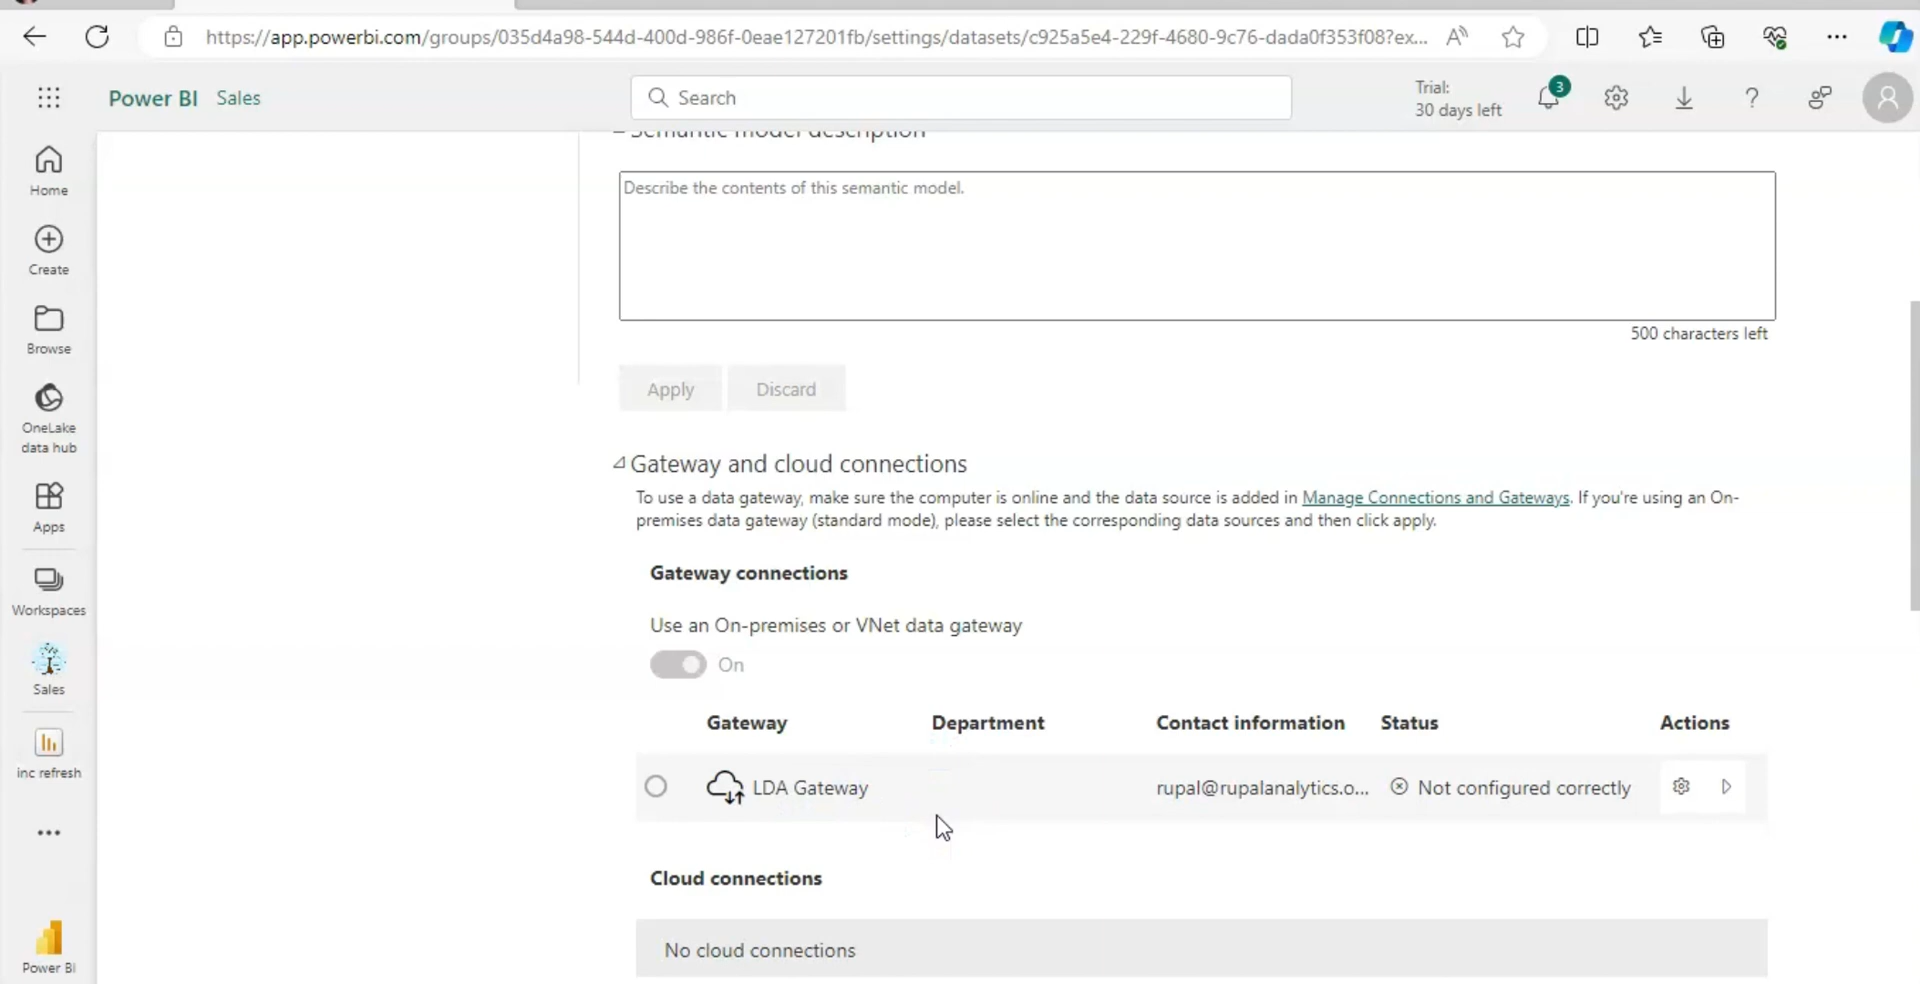 https://app.powerbi.com/groups/035d4a98-544d-400d-986f-0eae127201fb/settings/datasets/c925a5e4-229f-4680-9c76-dada0f353f08?ex...
Power BI Sales
Search
Trial:
30 days left
3
Home
Create
Browse
OneLake
data hub
Apps
Workspaces
Sales
inc refresh
Power BI
Semantic model description
Describe the contents of this semantic model.
500 characters left
Apply Discard
Gateway and cloud connections
To use a data gateway, make sure the computer is online and the data source is added in Manage Connections and Gateways. If you're using an On-
premises data gateway (standard mode), please select the corresponding data sources and then click apply.
Gateway connections
Use an On-premises or VNet data gateway
On
Gateway Department Contact information Status Actions
LDA Gateway rupal@rupalanalytics.o... Not configured correctly
Cloud connections
No cloud connections